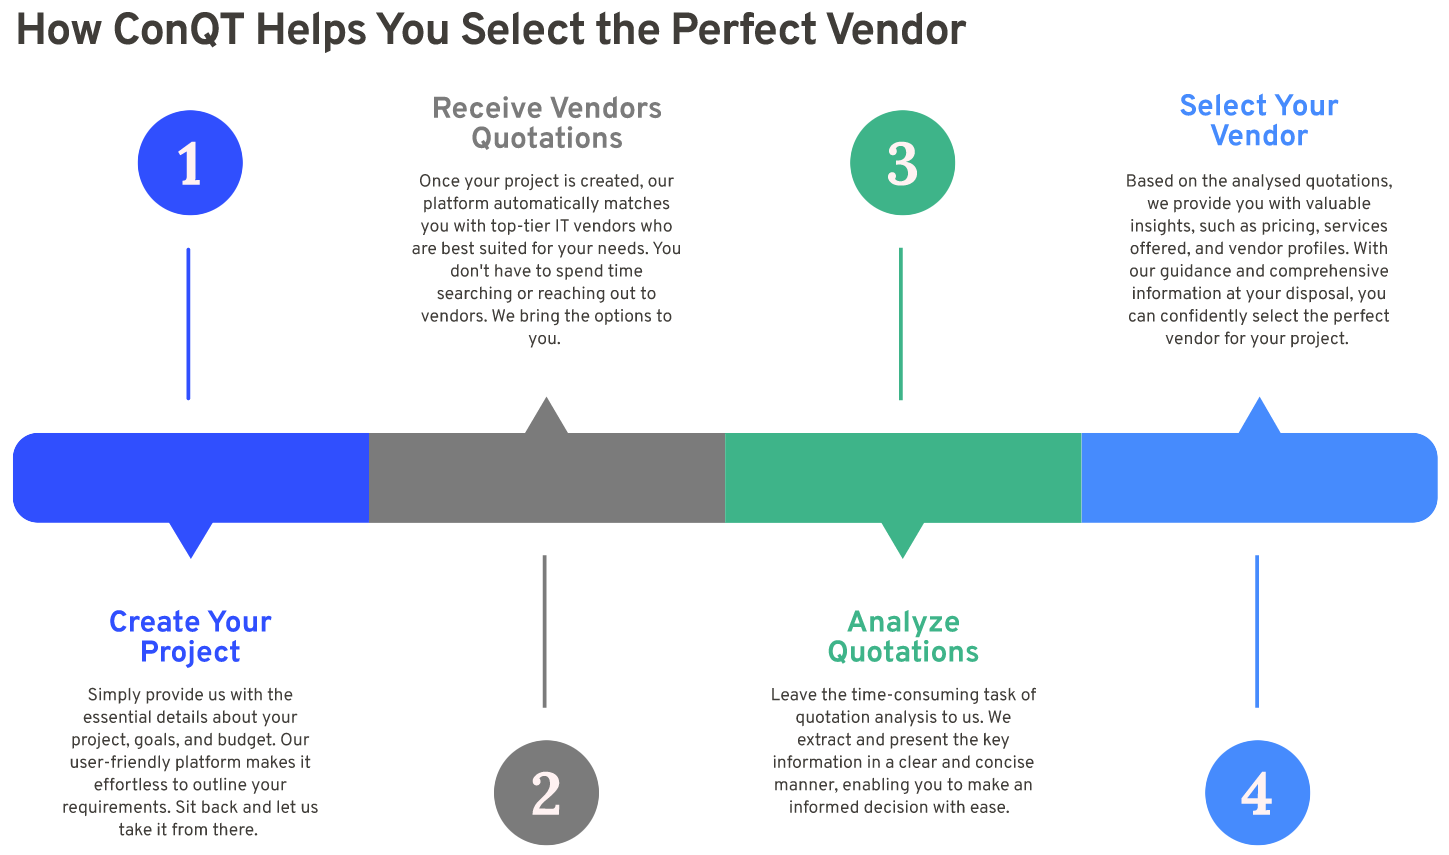 How ConQT Helps You Select the Perfect Vendor
1
Create Your
Project
Simply provide us with the
essential details about your
project, goals, and budget. Our
user-friendly platform makes it
effortless to outline your
requirements. Sit back and let us
take it from there.
Receive Vendors
Quotations
Once your project is created, our
platform automatically matches
you with top-tier IT vendors who
are best suited for your needs. You
don't have to spend time
searching or reaching out to
vendors. We bring the options to
you.
2
3
Analyze
Quotations
Leave the time-consuming task of
quotation analysis to us. We
extract and present the key
information in a clear and concise
manner, enabling you to make an
informed decision with ease.
Select Your
Vendor
Based on the analysed quotations,
we provide you with valuable
insights, such as pricing, services
offered, and vendor profiles. With
our guidance and comprehensive
information at your disposal, you
can confidently select the perfect
vendor for your project.
4